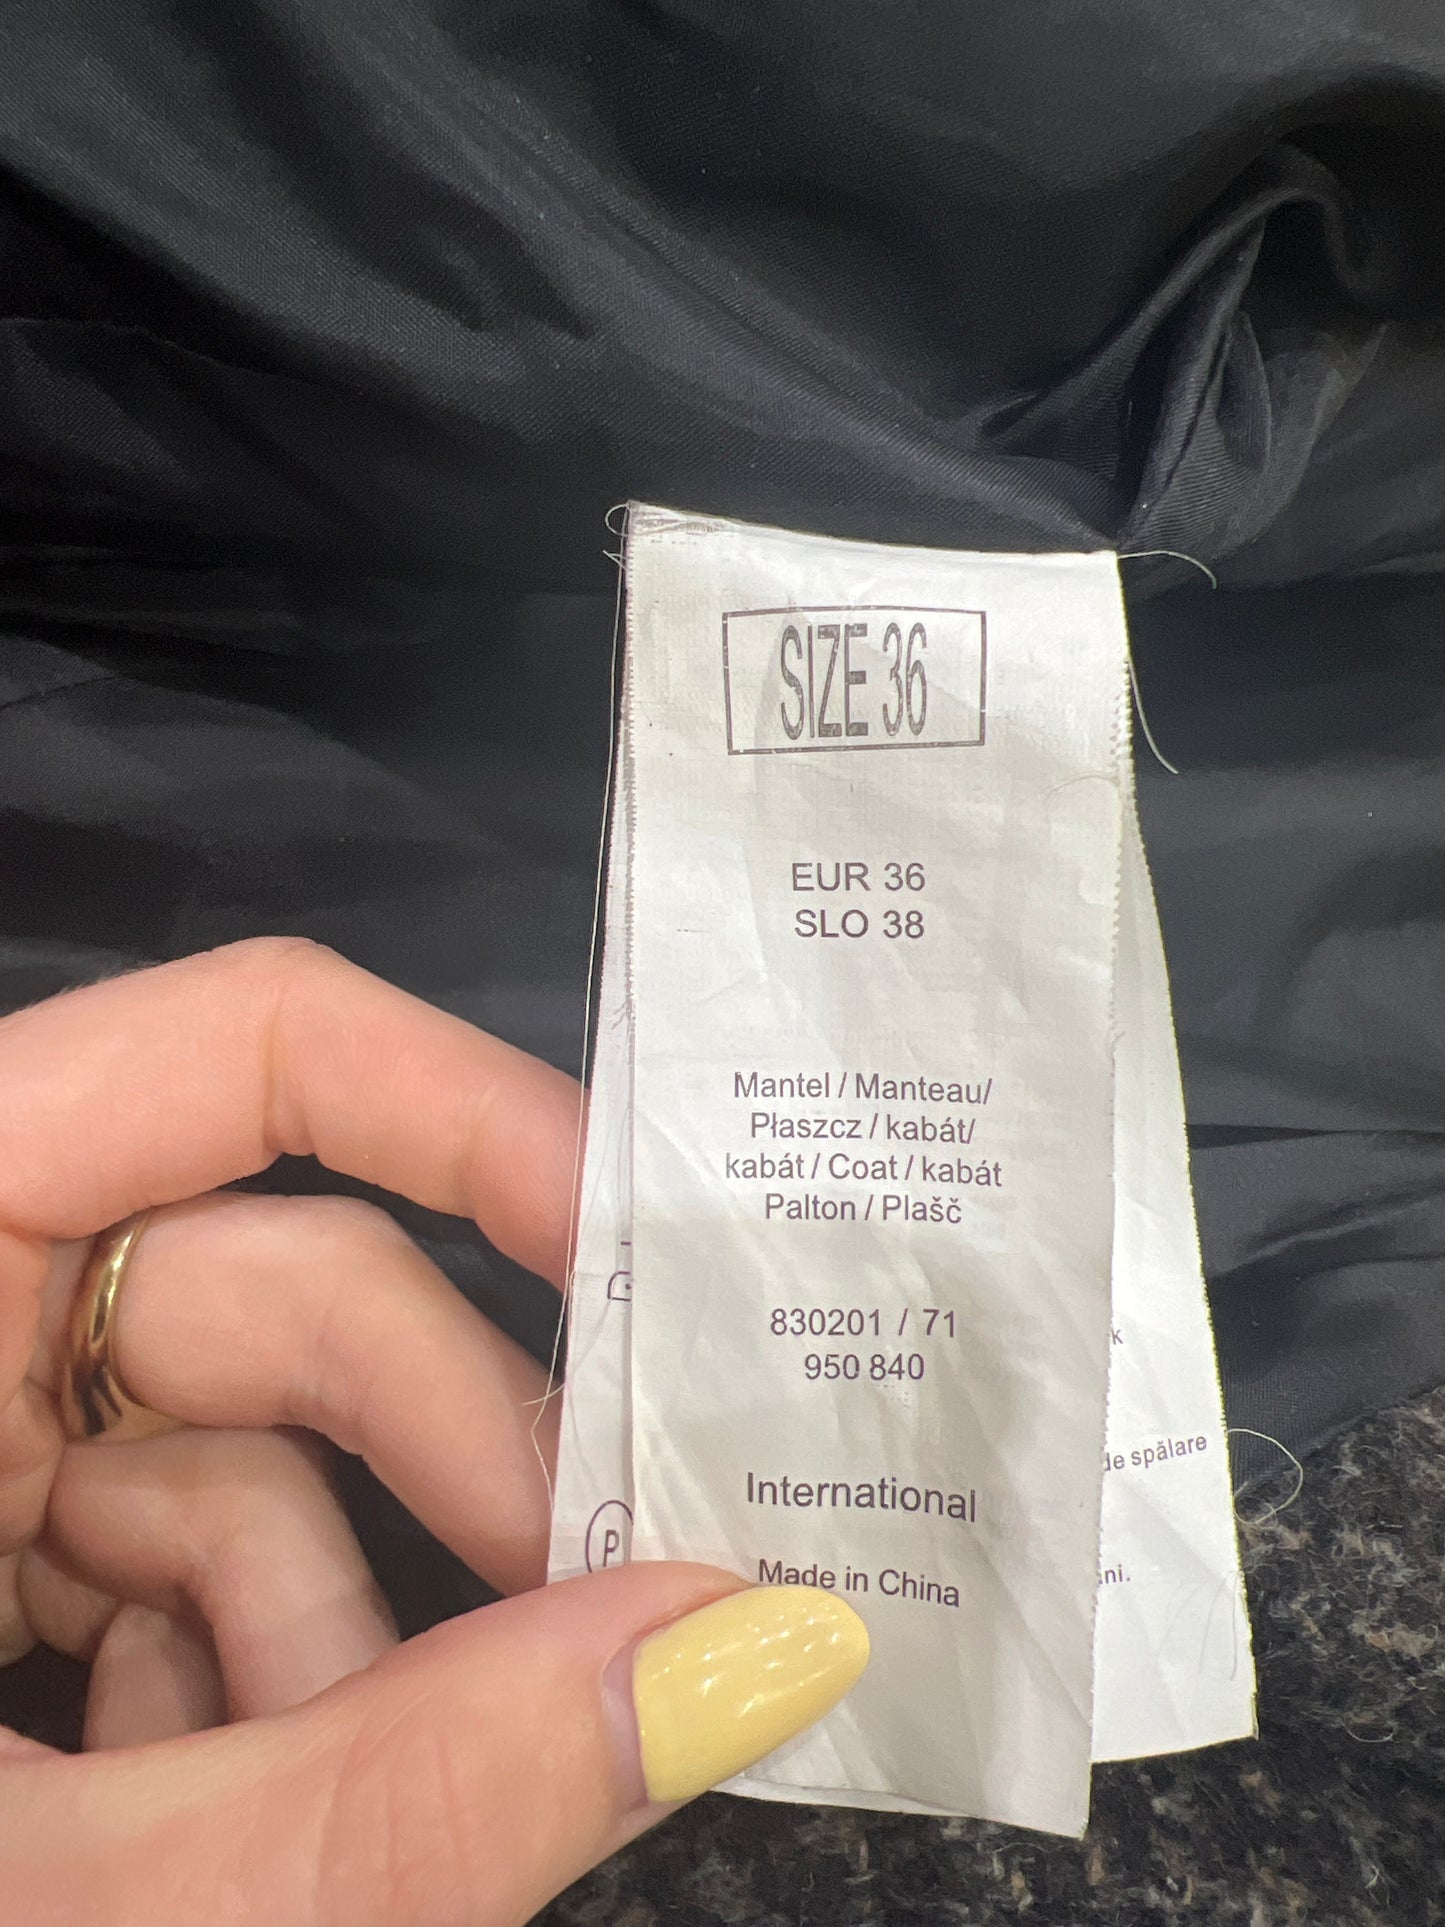 SIZE 36
EUR 36
SLO 38
Mantel / Manteau/
Płaszcz / kabát/
kabát / Coat / kabát
Palton / Plašč
830201 / 71
950 840
International
Made in China
P
de spălare